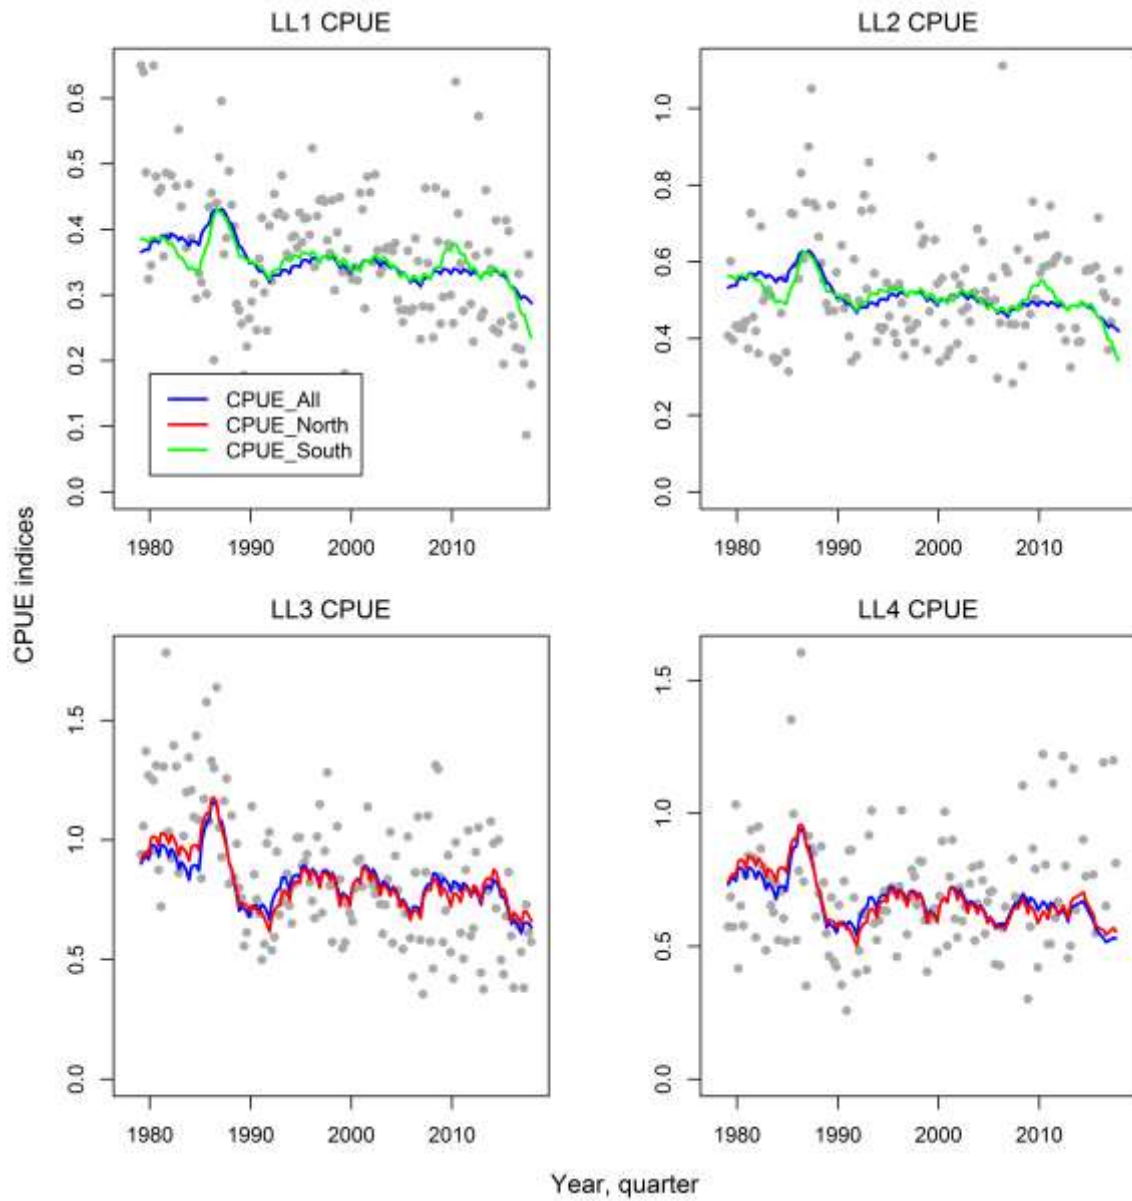 LL1 CPUE
0.0 0.1 0.2 0.3 0.4 0.5 0.6
CPUE_All
CPUE_North
CPUE_South
1980 1990 2000 2010
LL2 CPUE
0.0 0.2 0.4 0.6 0.8 1.0
1980 1990 2000 2010
CPUE indices
LL3 CPUE
0.0 0.5 1.0 1.5
1980 1990 2000 2010
LL4 CPUE
0.0 0.5 1.0 1.5
1980 1990 2000 2010
Year, quarter